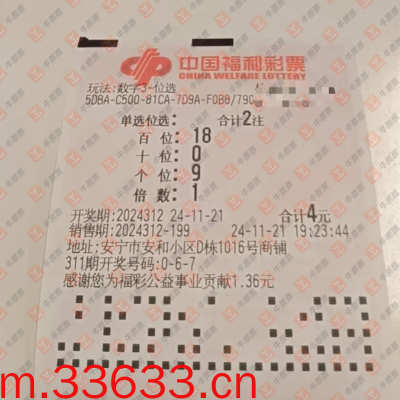 中国福利彩票
CHINA WELFARE LOTTERY
玩法:数字3-位选
5D8A-C500-81CA-7D9A-F0B8/790
单选位选: 合计2注
百位: 18
十位: 0
个位: 9
倍数: 1
开奖期:2024312 24-11-21 合计4元
销售期:2024312-199 24-11-21 19:23:44
地址:安宁市安和小区D栋1016号商铺
311期开奖号码:0-6-7
感谢您为福彩公益事业贡献1.36元
m.33633.cn